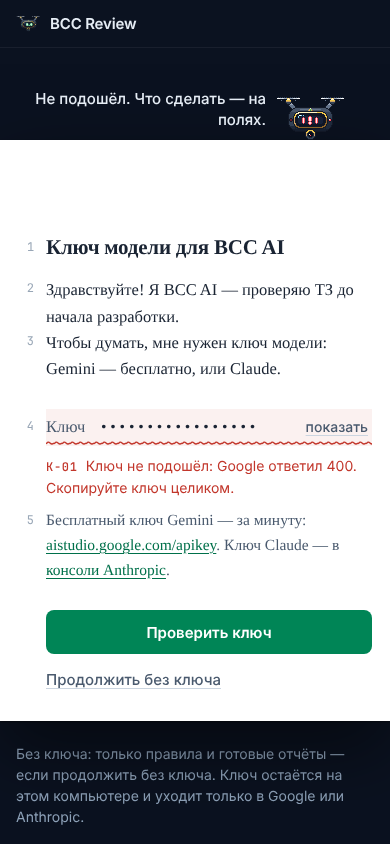 BCC Review
Не подошёл. Что сделать — на
полях.
1 Ключ модели для BCC AI
2 Здравствуйте! Я BCC AI — проверяю ТЗ до
начала разработки.
3 Чтобы думать, мне нужен ключ модели:
Gemini — бесплатно, или Claude.
4 Ключ •••••••••••••••••••• показать
K-01 Ключ не подошёл: Google ответил 400.
Скопируйте ключ целиком.
5 Бесплатный ключ Gemini — за минуту:
aistudio.google.com/apikey. Ключ Claude — в
консоли Anthropic.
Проверить ключ
Продолжить без ключа
Без ключа: только правила и готовые отчёты —
если продолжить без ключа. Ключ остаётся на
этом компьютере и уходит только в Google или
Anthropic.